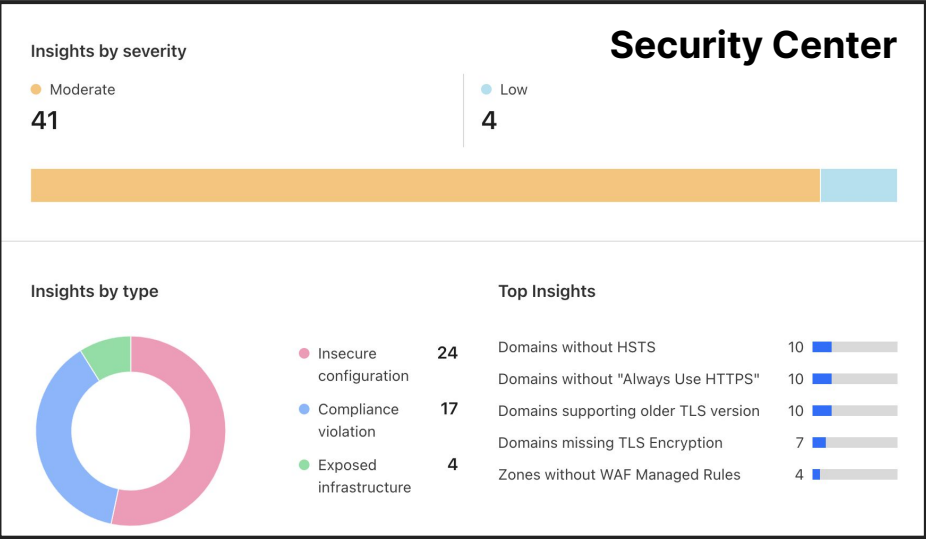 Security Center
Insights by severity
Moderate
41
Low
4
Insights by type
Insecure
configuration
24
Compliance
violation
17
Exposed
infrastructure
4
Top Insights
Domains without HSTS 10
Domains without "Always Use HTTPS" 10
Domains supporting older TLS version 10
Domains missing TLS Encryption 7
Zones without WAF Managed Rules 4